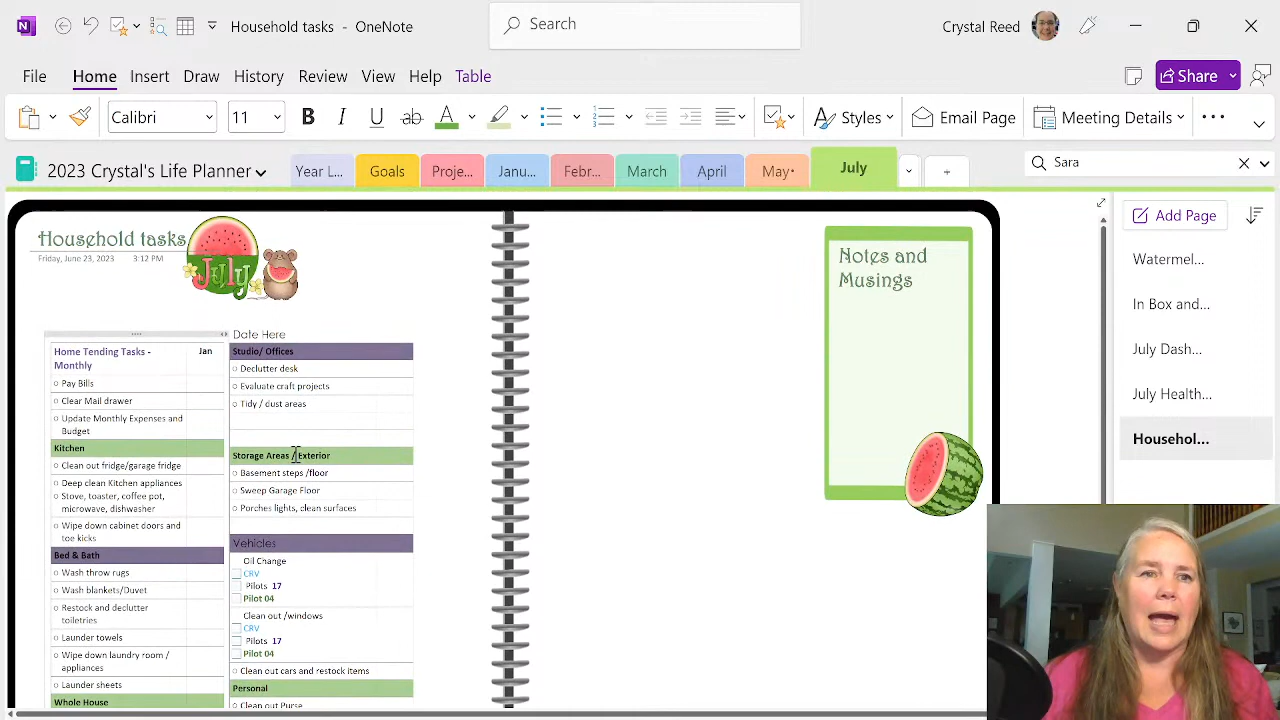 Household tasks - OneNote
Search
Crystal Reed
File
Home
Insert
Draw
History
Review
View
Help
Table
Share
Calibri
11
B
I
U
ab
A
Styles
Email Page
Meeting Details
2023 Crystal's Life Planner
Year L...
Goals
Proje...
Janu...
Febr...
March
April
May
July
Sara
Household tasks
Friday, June 23, 2023
3:12 PM
JULY
Notes and
Musings
Add Page
Watermel...
In Box and...
July Dash...
July Health...
Househol...
Date Here
Home Tending Tasks -
Monthly
Jan
Pay Bills
Clear Mail drawer
Update Monthly Expenses and
Budget
Kitchen
Clean out fridge/garage fridge
Deep clean Kitchen appliances
Stove, toaster, coffee pot,
microwave, dishwasher
Wipe down cabinet doors and
toe kicks
Bed & Bath
Wash throw rugs
Wash blankets/Duvet
Restock and declutter
Launder towels
Wipe down laundry room /
appliances
Launder sheets
Whole House
Studio/ Offices
Declutter desk
craft projects
Tidy / dust areas
Areas / Exterior
steps /floor
Sweep Garage Floor
Porches lights, clean surfaces
Vehicles
Oil Change
CRV
17
Pilot 04
Clean out /windows
CRV
17
Pilot 04
Clean out cars and restock items
Personal
Clean out Purse